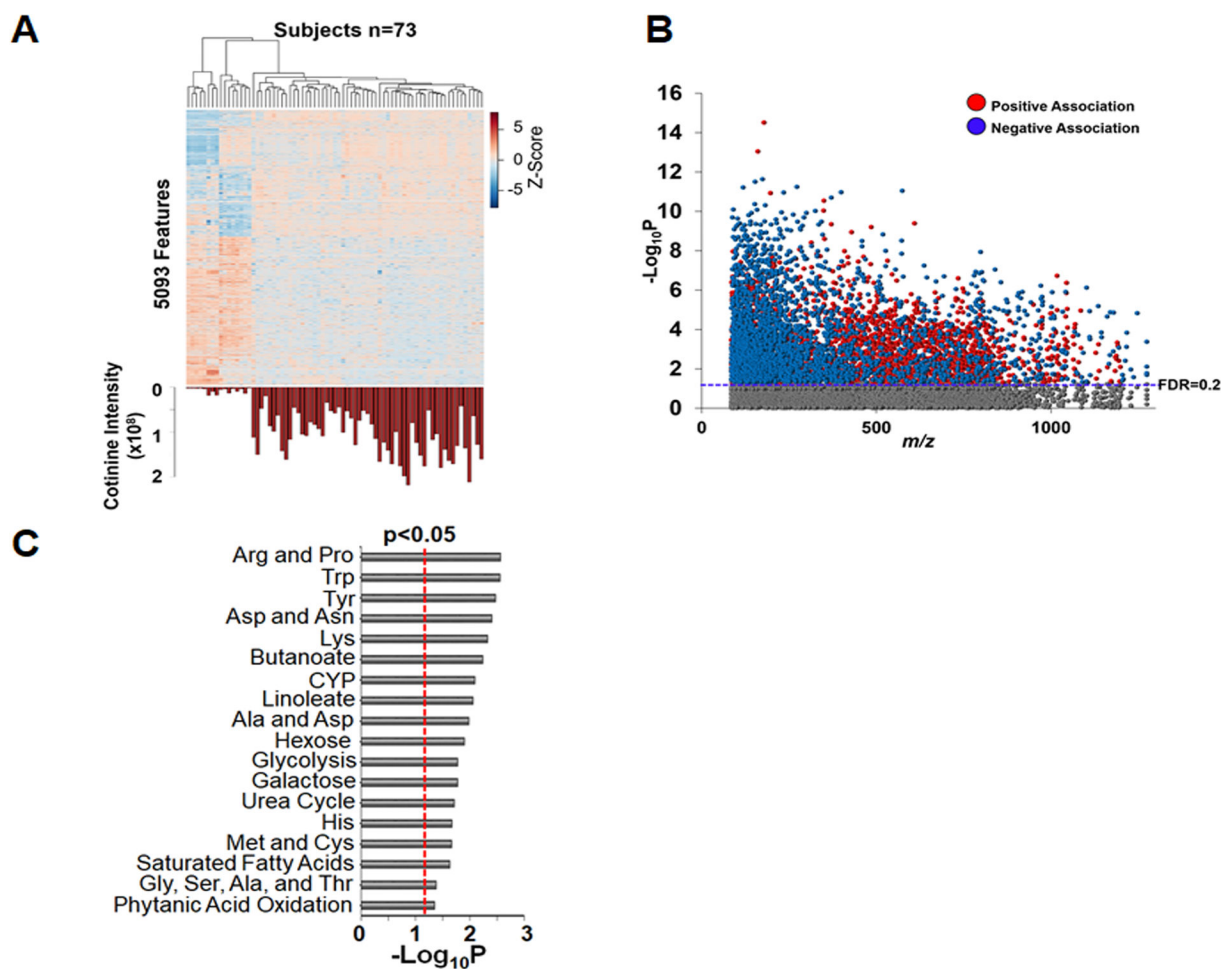 A
Subjects n=73
5093 Features
5
0
-5
Z-Score
Cotinine Intensity
(x10⁸)
0
1
2
B
16
14
12
10
8
6
4
2
0
-Log₁₀P
Positive Association
Negative Association
FDR=0.2
0
500
1000
m/z
C
p<0.05
Arg and Pro
Trp
Tyr
Asp and Asn
Lys
Butanoate
CYP
Linoleate
Ala and Asp
Hexose
Glycolysis
Galactose
Urea Cycle
His
Met and Cys
Saturated Fatty Acids
Gly, Ser, Ala, and Thr
Phytanic Acid Oxidation
0
1
2
3
-Log₁₀P